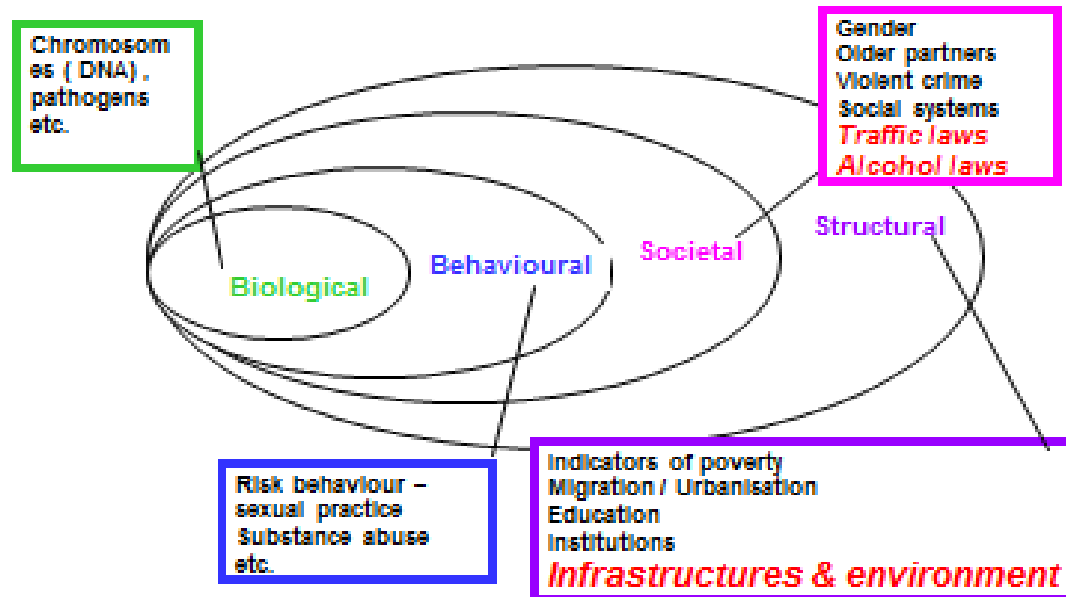 Chromosom
es ( DNA) ,
pathogens
etc.
Gender
Older partners
Violent crime
Social systems
Traffic laws
Alcohol laws
Structural
Societal
Behavioural
Biological
Risk behaviour –
sexual practice
Substance abuse
etc.
Indicators of poverty
Migration / Urbanisation
Education
Institutions
Infrastructures & environment